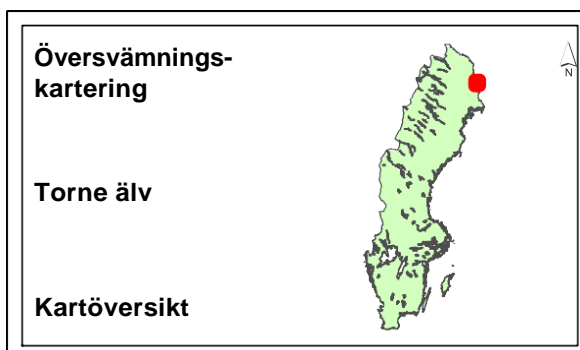 Översvämnings-
kartering
N
Torne älv
Kartöversikt